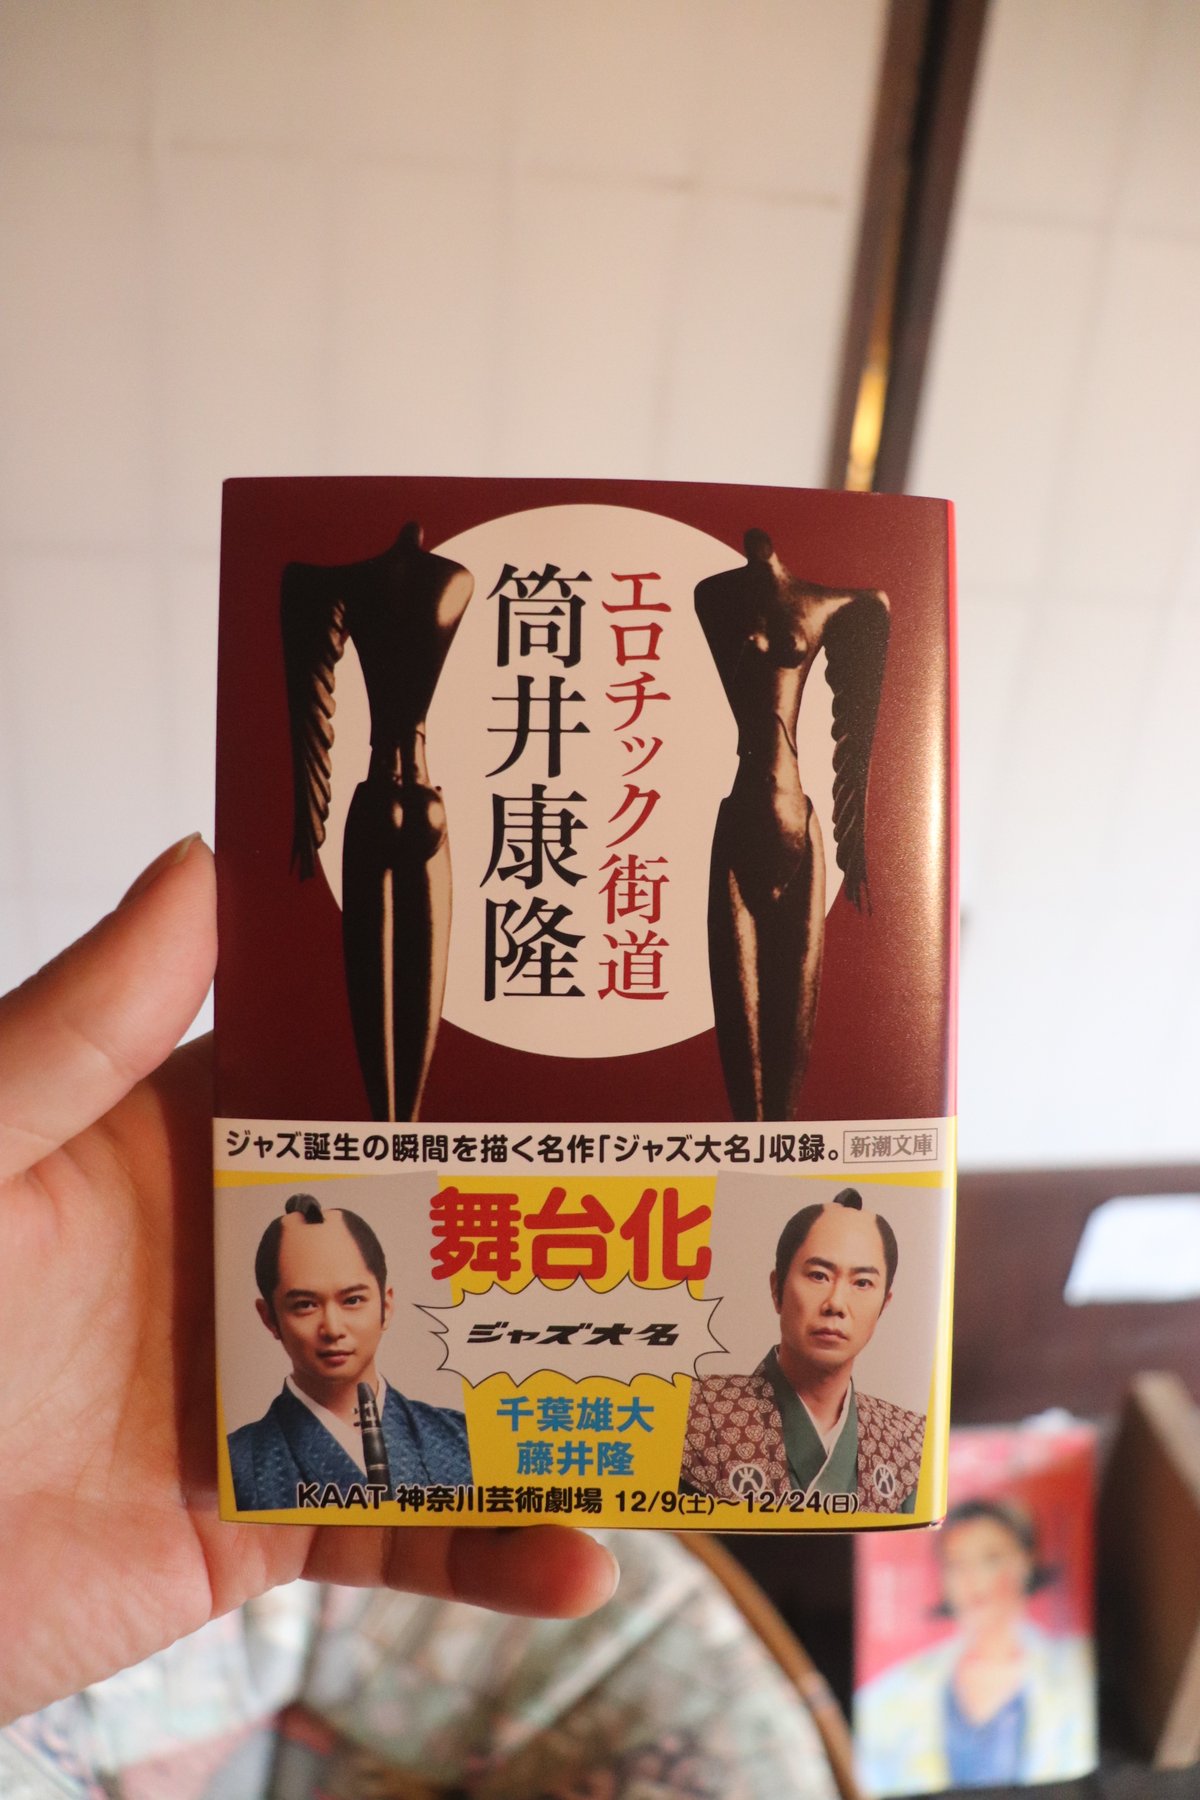 エロチック街道
筒井康隆
ジャズ誕生の瞬間を描く名作「ジャズ大名」収録。
新潮文庫
舞台化
ジャズ大名
千葉雄大
藤井隆
KAAT 神奈川芸術劇場 12/9(土)~12/24(日)